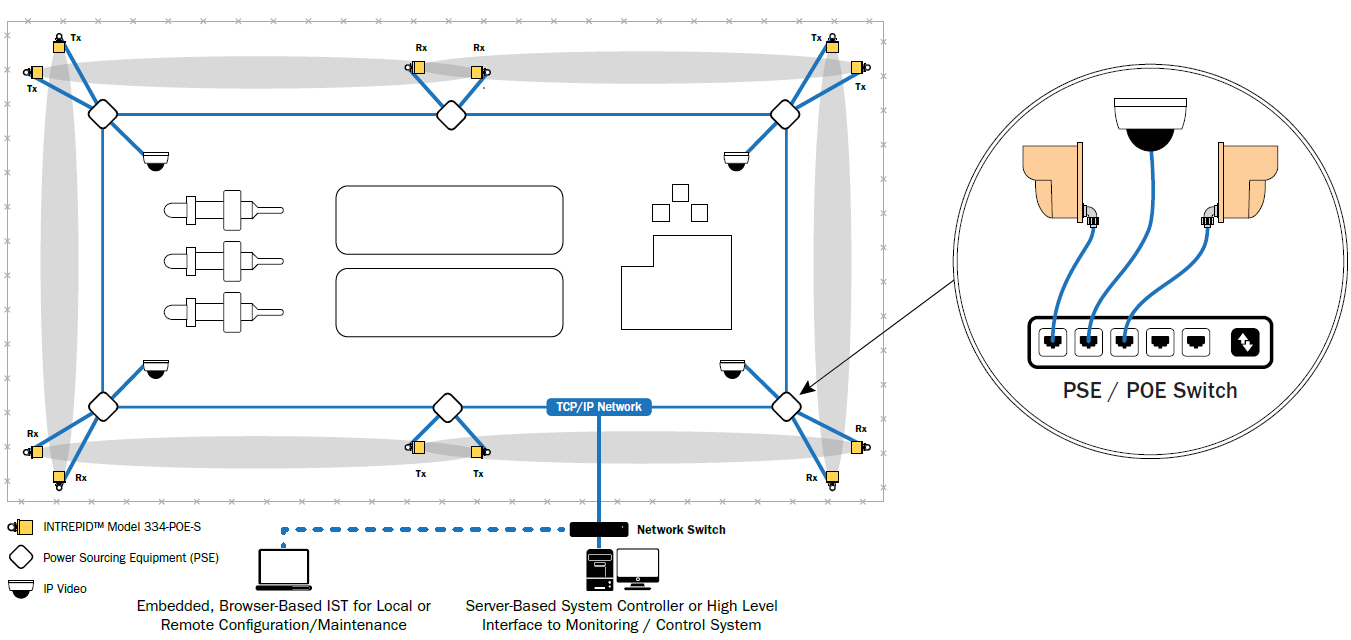 Tx
Rx
Rx
Tx
Tx
Tx
PSE / POE Switch
TCP/IP Network
Rx
Rx
Rx
Tx
Tx
Rx
INTREPID™ Model 334-POE-S
Network Switch
Power Sourcing Equipment (PSE)
IP Video
Embedded, Browser-Based IST for Local or
Remote Configuration/Maintenance
Server-Based System Controller or High Level
Interface to Monitoring / Control System